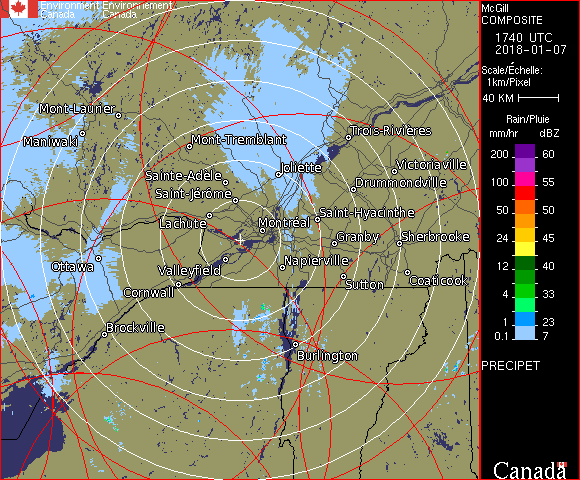 Environment Environnement
Canada Canada
McGill
COMPOSITE
1740 UTC
2018-01-07
Scale/Échelle:
1km/Pixel
40 KM
Rain/Pluie
mm/hr dBZ
200 60
100 55
50 50
24 45
12 40
4 33
1 23
0.1 7
PRECIPET
Canada
Mont-Laurier
Maniwaki
Mont-Tremblant
Trois-Rivières
Sainte-Adèle
Joliette
Victoriaville
Saint-Jérôme
Drummondville
Lachute
Montréal
Saint-Hyacinthe
Granby
Sherbrooke
Ottawa
Valleyfield
Napierville
Cornwall
Sutton
Coaticook
Brockville
Burlington